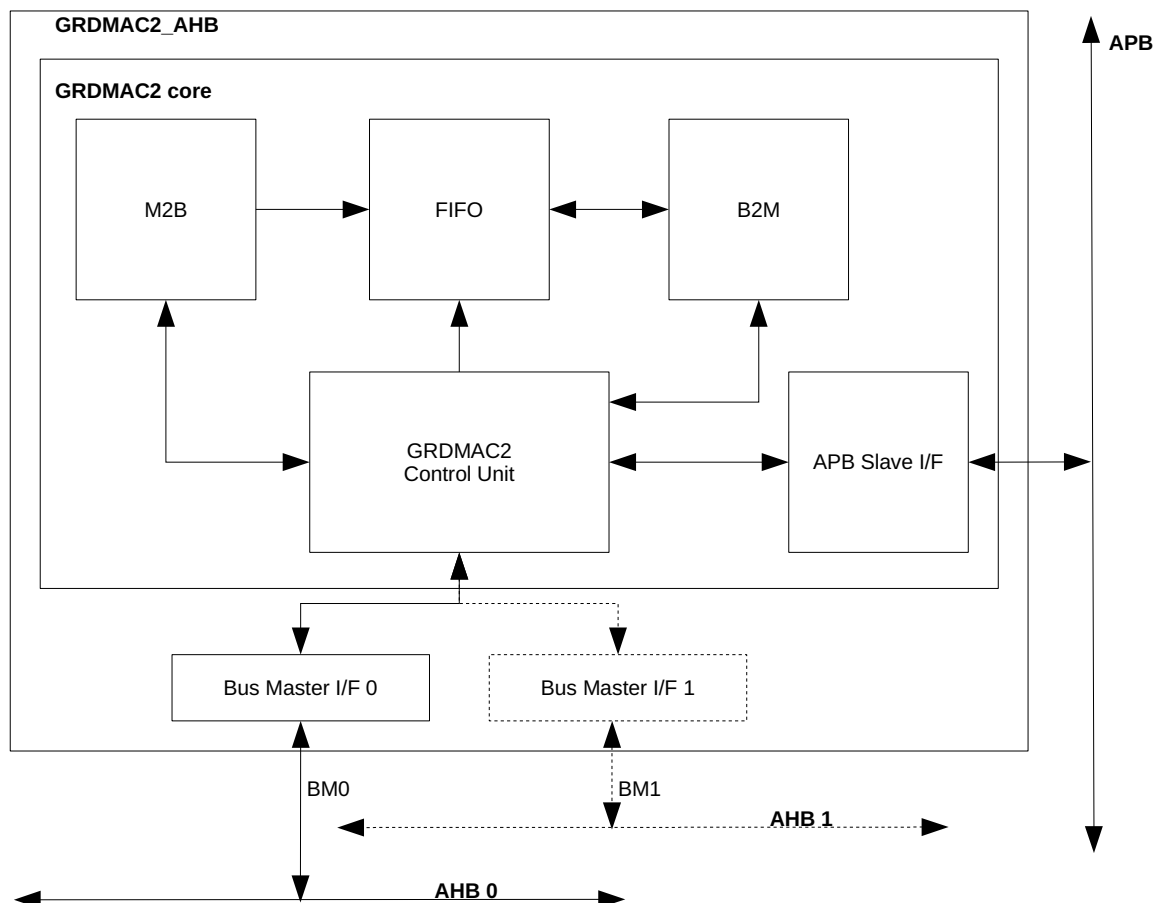 GRDMAC2_AHB
APB
GRDMAC2 core
M2B
FIFO
B2M
GRDMAC2
Control Unit
APB Slave I/F
Bus Master I/F 0
Bus Master I/F 1
BM0
BM1
AHB 1
AHB 0